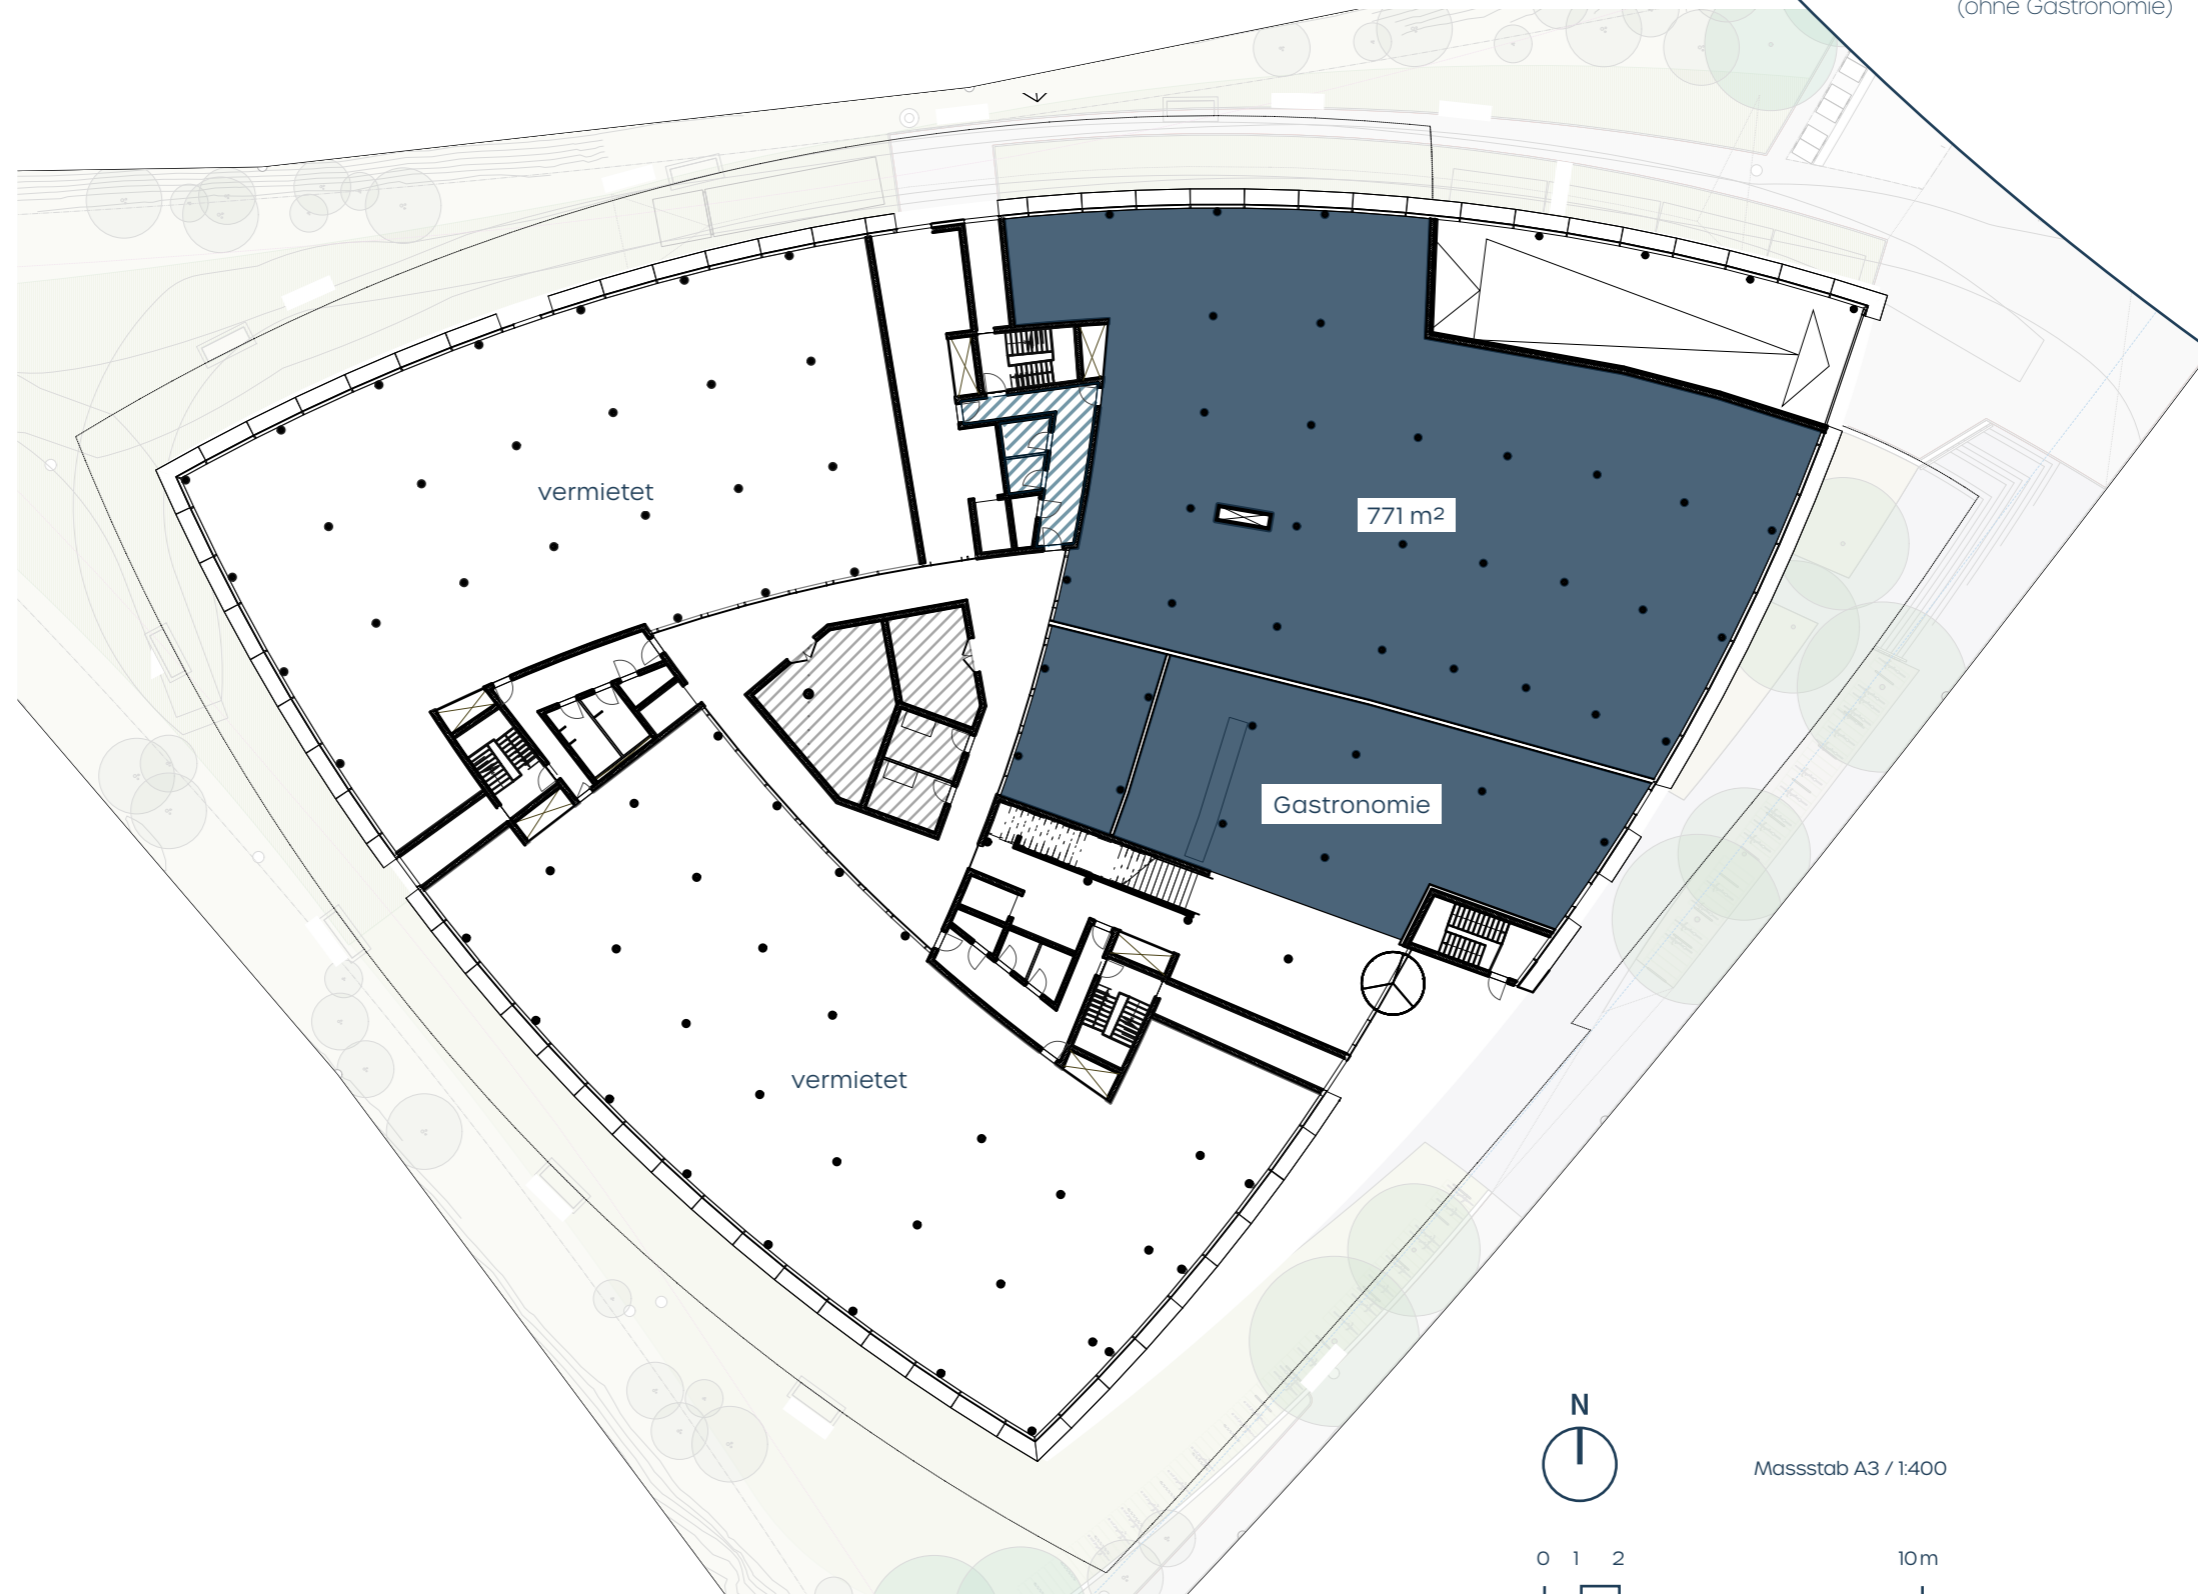 (ohne Gastronomie)
vermietet
771 m²
Gastronomie
vermietet
N
Massstab A3 / 1:400
0 1 2 10 m